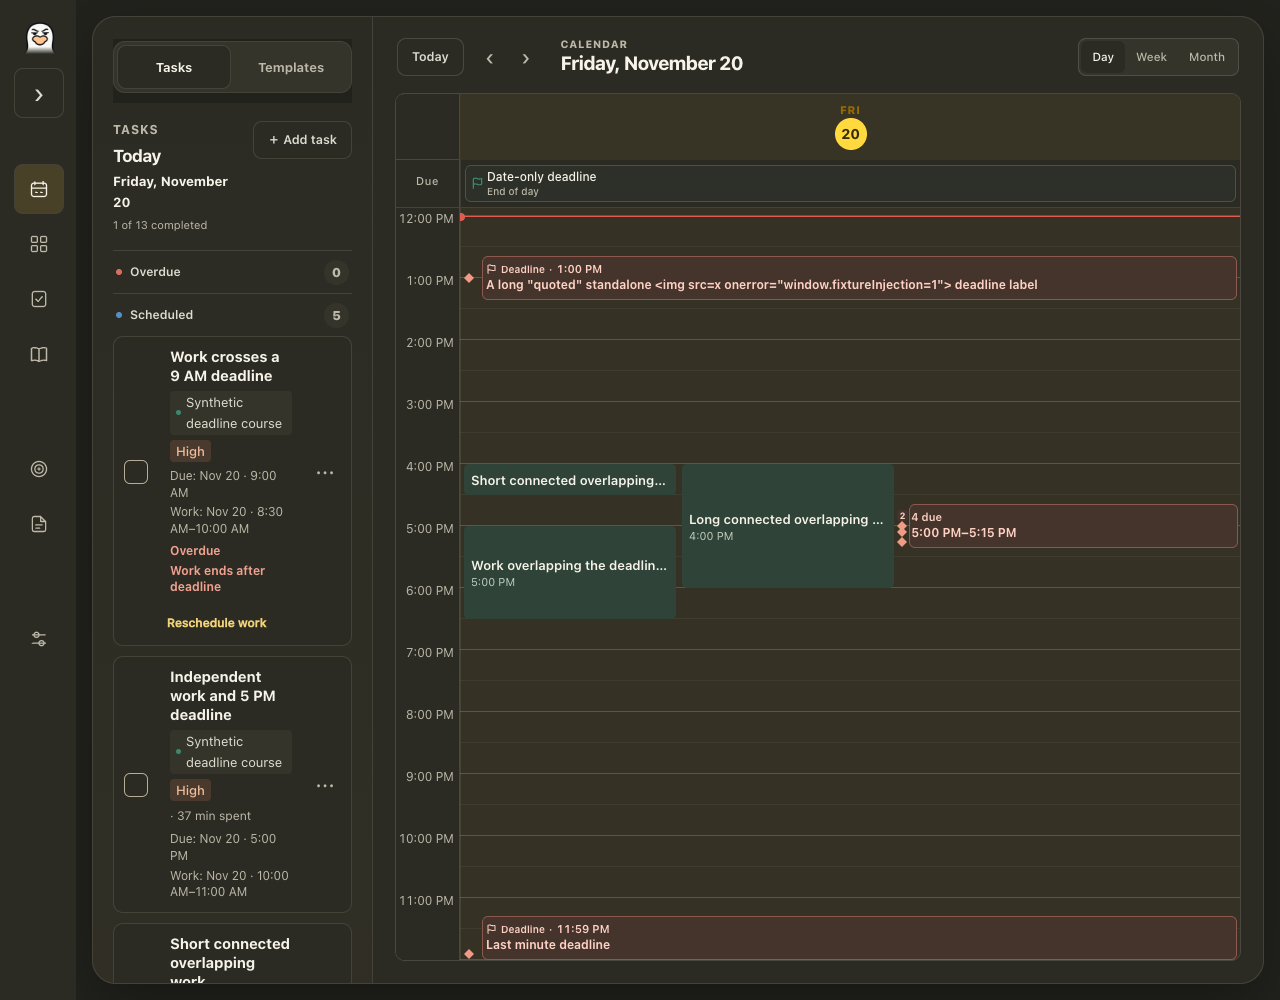 Tasks
Templates
TASKS
Today
Friday, November
20
1 of 13 completed
+ Add task
Overdue
0
Scheduled
5
Work crosses a
9 AM deadline
Synthetic
deadline course
High
Due: Nov 20 · 9:00
AM
Work: Nov 20 · 8:30
AM–10:00 AM
Overdue
Work ends after
deadline
Reschedule work
Independent
work and 5 PM
deadline
Synthetic
deadline course
High
· 37 min spent
Due: Nov 20 · 5:00
PM
Work: Nov 20 · 10:00
AM–11:00 AM
Short connected
overlapping
work
Today
CALENDAR
Friday, November 20
Day
Week
Month
FRI
20
Due
Date-only deadline
End of day
12:00 PM
1:00 PM
Deadline · 1:00 PM
A long "quoted" standalone <img src=x onerror="window.fixtureInjection=1"> deadline label
2:00 PM
3:00 PM
4:00 PM
Short connected overlapping...
Long connected overlapping ...
4:00 PM
2
4 due
5:00 PM–5:15 PM
5:00 PM
Work overlapping the deadlin...
5:00 PM
6:00 PM
7:00 PM
8:00 PM
9:00 PM
10:00 PM
11:00 PM
Deadline · 11:59 PM
Last minute deadline